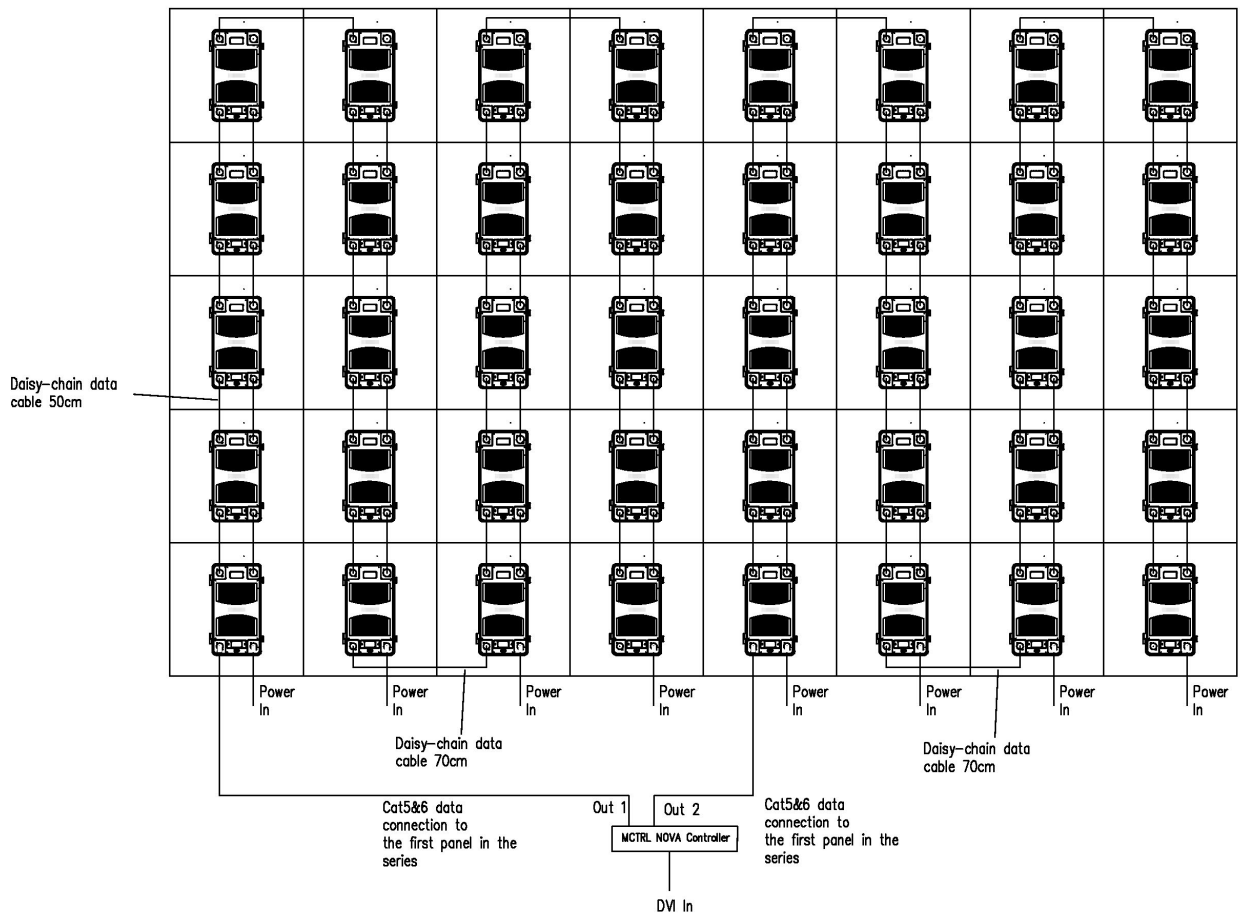 Daisy-chain data
cable 50cm
Power
In
Power
In
Power
In
Power
In
Power
In
Power
In
Power
In
Power
In
Daisy-chain data
cable 70cm
Daisy-chain data
cable 70cm
Cat5&6 data
connection to
the first panel in the
series
Out 1
Out 2
Cat5&6 data
connection to
the first panel in the
series
MCTRL NOVA Controller
DVI In